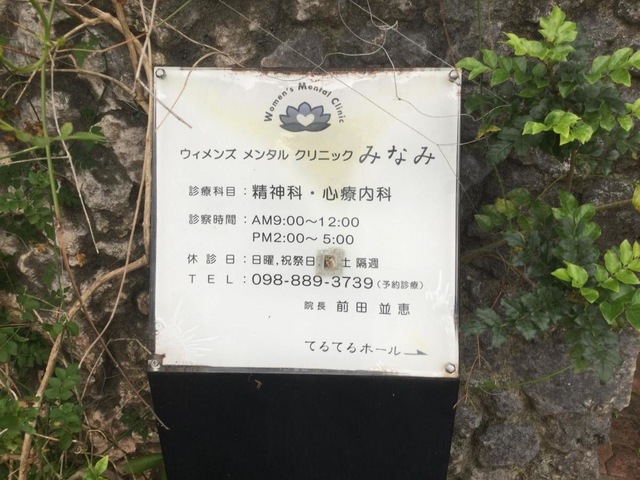 Women's Mental Clinic
ウィメンズ メンタル クリニック みなみ
診療科目：精神科・心療内科
診察時間：AM9:00～12:00
PM2:00～ 5:00
休診日：日曜，祝祭日 土 隔週
TEL：098-889-3739（予約診療）
院長 前田 並恵
てるてるホール→